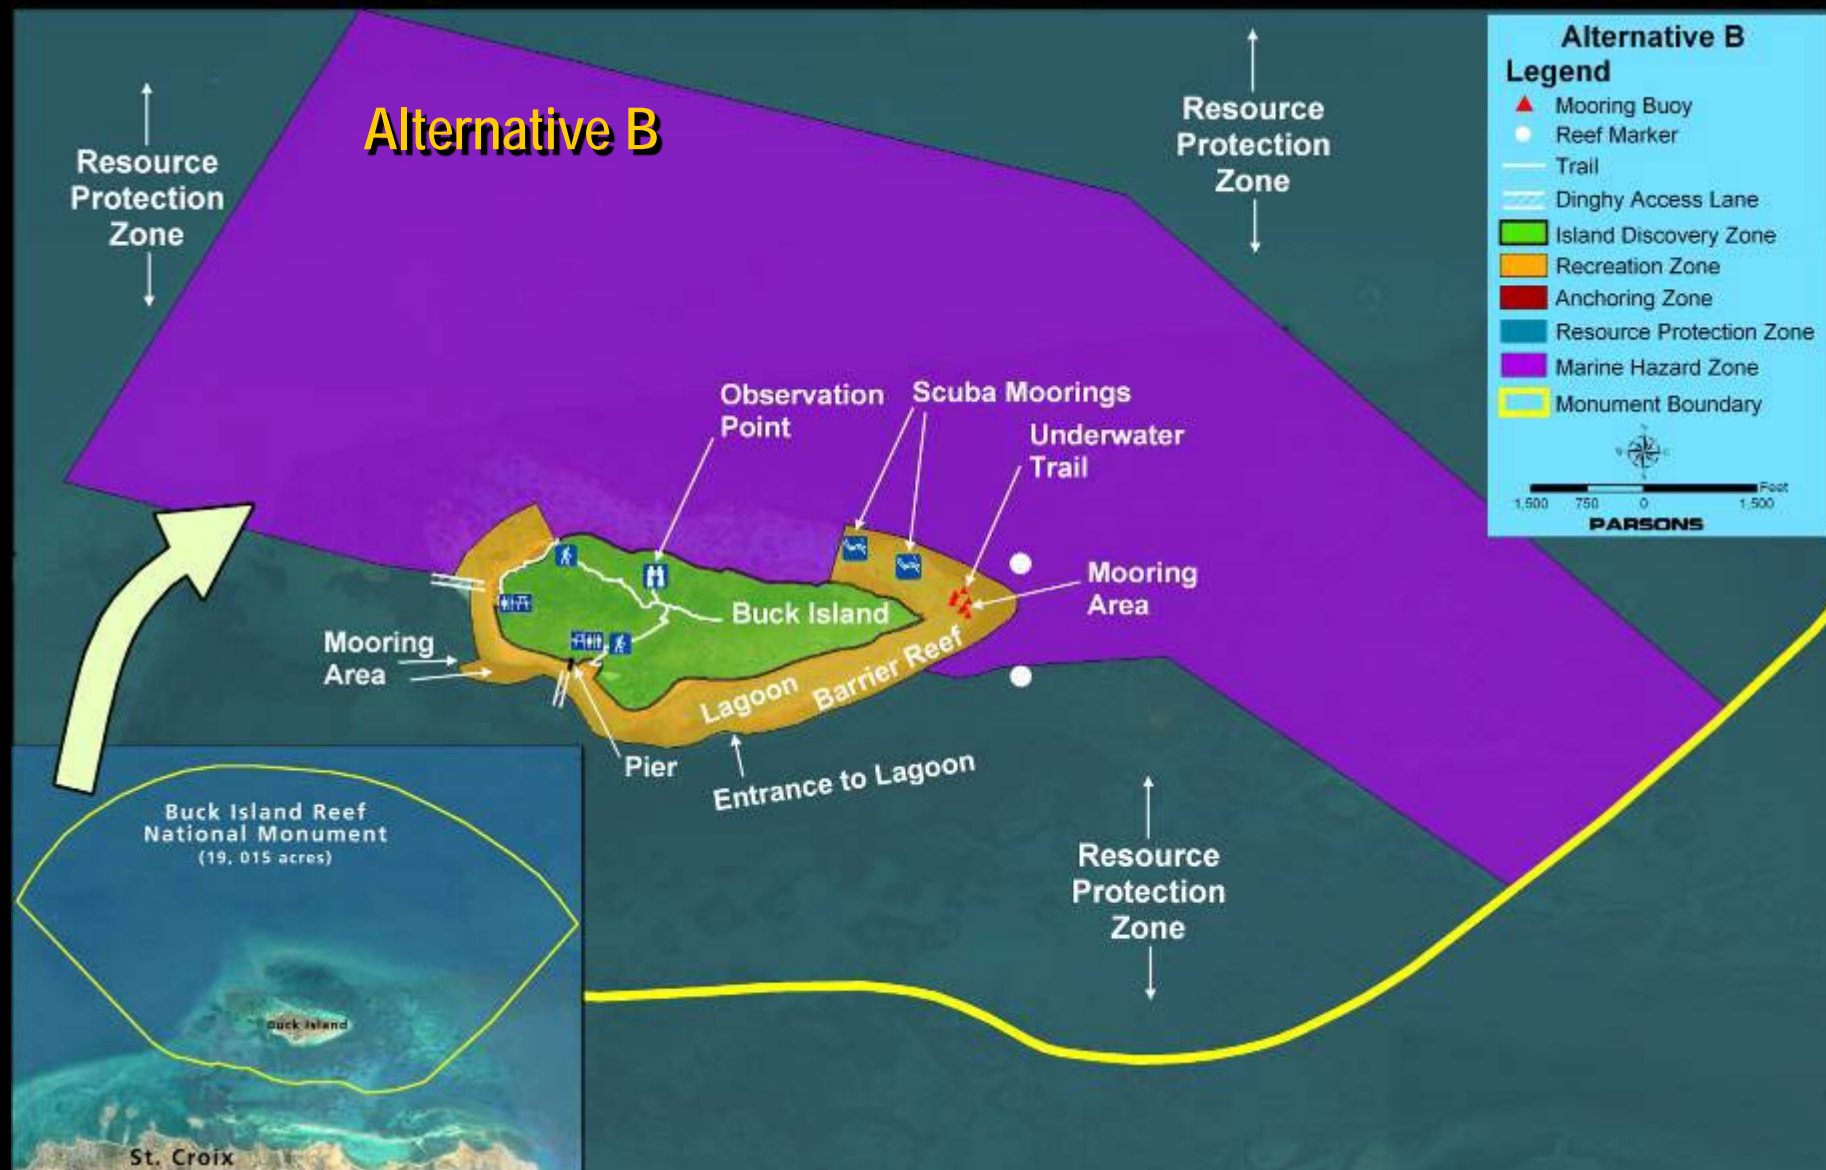 Alternative B
Resource
Protection
Zone
Resource
Protection
Zone
Alternative B
Legend
Mooring Buoy
Reef Marker
Trail
Dinghy Access Lane
Island Discovery Zone
Recreation Zone
Anchoring Zone
Resource Protection Zone
Marine Hazard Zone
Monument Boundary
N
Feet
1,500 750 0 1,500
PARSONS
Observation
Point
Scuba Moorings
Underwater
Trail
Mooring
Area
Buck Island
Mooring
Area
Lagoon
Barrier Reef
Pier
Entrance to Lagoon
Resource
Protection
Zone
Buck Island Reef
National Monument
(19, 015 acres)
Buck Island
St. Croix